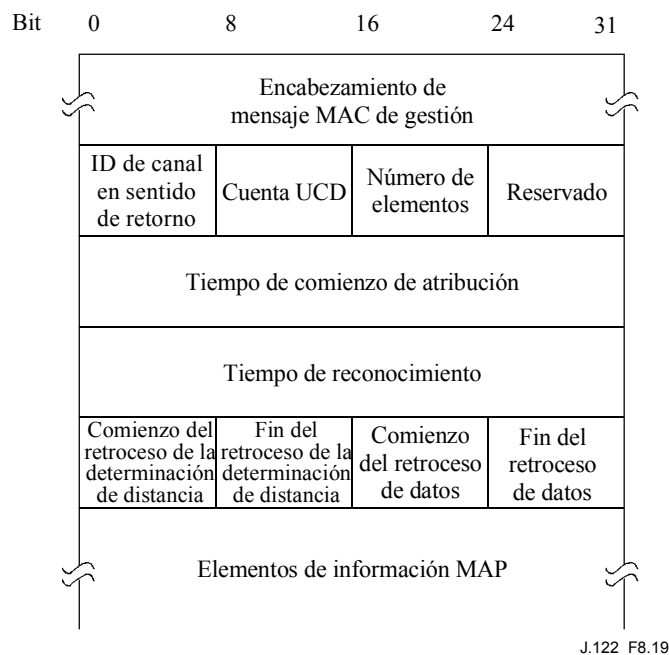 Bit 0 8 16 24 31
Encabezamiento de
mensaje MAC de gestión
ID de canal
en sentido
de retorno
Cuenta UCD
Número de
elementos
Reservado
Tiempo de comienzo de atribución
Tiempo de reconocimiento
Comienzo del
retroceso de la
determinación
de distancia
Fin del
retroceso de la
determinación
de distancia
Comienzo
del retroceso
de datos
Fin del
retroceso
de datos
Elementos de información MAP
J.122_F8.19